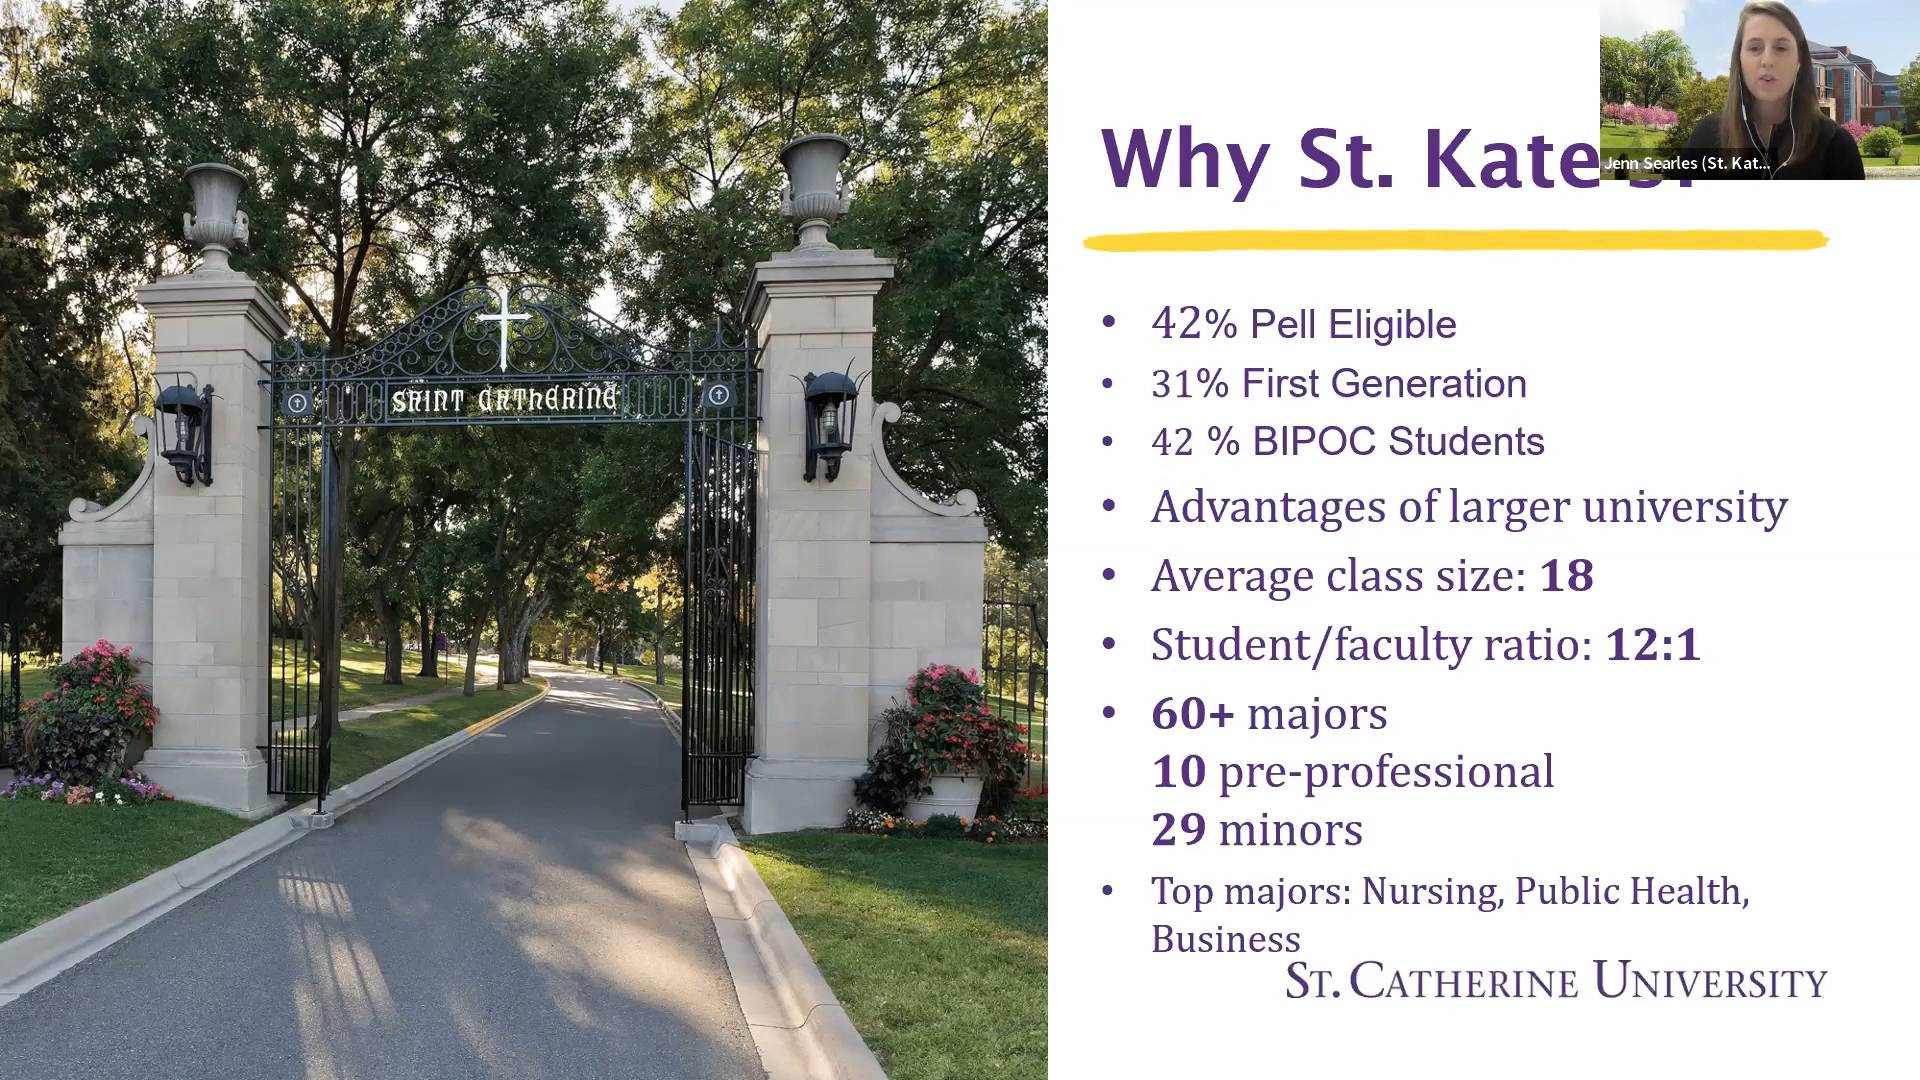 SAINT CATHERINE
Why St. Kate's?
Jenn Searles (St. Kat...
• 42% Pell Eligible
• 31% First Generation
• 42 % BIPOC Students
• Advantages of larger university
• Average class size: 18
• Student/faculty ratio: 12:1
• 60+ majors
10 pre-professional
29 minors
• Top majors: Nursing, Public Health,
Business
ST. CATHERINE UNIVERSITY